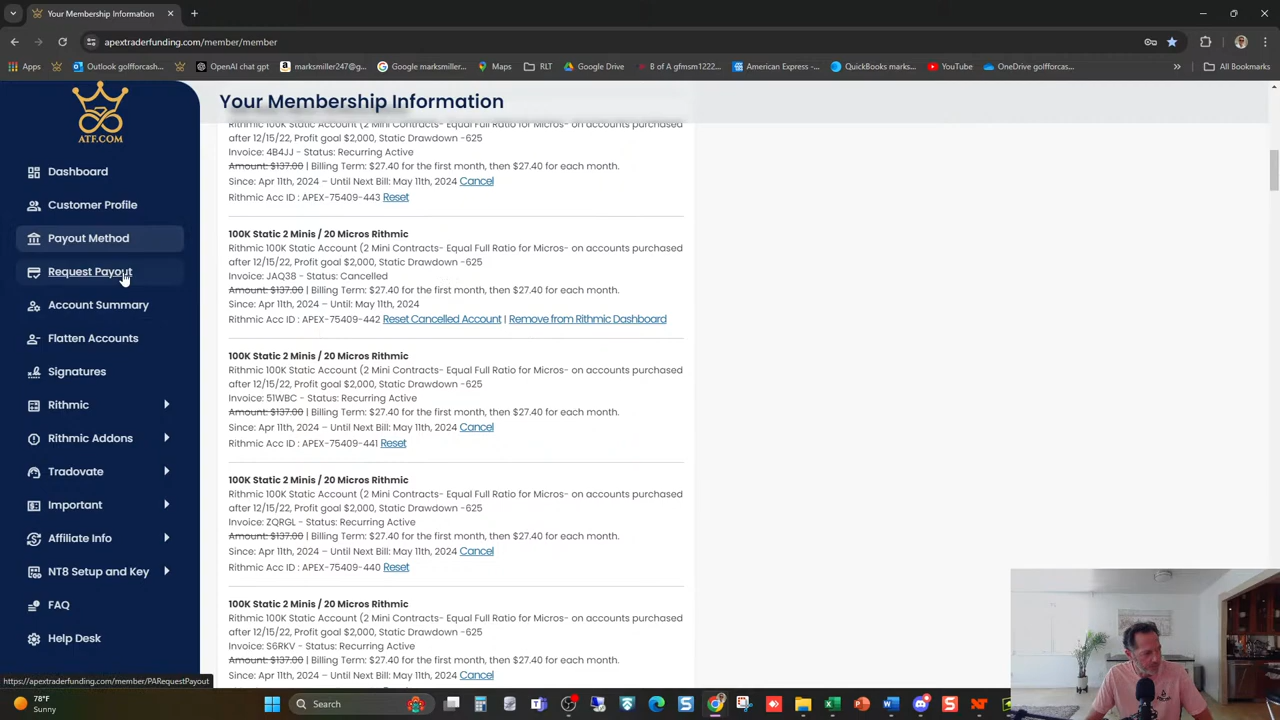 Your Membership Information
apextraderfunding.com/member/member
Apps
Outlook golfforcash...
OpenAI chat gpt
marksmiller247@g...
Google marksmiller...
Maps
RLT
Google Drive
B of A gfmsm1222...
American Express -...
QuickBooks marks...
YouTube
OneDrive golfforca...
All Bookmarks
ATF.COM
Dashboard
Customer Profile
Payout Method
Request Payout
Account Summary
Flatten Accounts
Signatures
Rithmic
Rithmic Addons
Tradovate
Important
Affiliate Info
NT8 Setup and Key
FAQ
Help Desk
Your Membership Information
Rithmic 100K Static Account (2 Mini Contracts- Equal Full Ratio for Micros- on accounts purchased
after 12/15/22, Profit goal $2,000, Static Drawdown -625
Invoice: 4B4JJ - Status: Recurring Active
Amount: $137.00 | Billing Term: $27.40 for the first month, then $27.40 for each month.
Since: Apr 11th, 2024 – Until Next Bill: May 11th, 2024 Cancel
Rithmic Acc ID : APEX-75409-443 Reset
100K Static 2 Minis / 20 Micros Rithmic
Rithmic 100K Static Account (2 Mini Contracts- Equal Full Ratio for Micros- on accounts purchased
after 12/15/22, Profit goal $2,000, Static Drawdown -625
Invoice: JAQ38 - Status: Cancelled
Amount: $137.00 | Billing Term: $27.40 for the first month, then $27.40 for each month.
Since: Apr 11th, 2024 – Until: May 11th, 2024
Rithmic Acc ID : APEX-75409-442 Reset Cancelled Account | Remove from Rithmic Dashboard
100K Static 2 Minis / 20 Micros Rithmic
Rithmic 100K Static Account (2 Mini Contracts- Equal Full Ratio for Micros- on accounts purchased
after 12/15/22, Profit goal $2,000, Static Drawdown -625
Invoice: 51WBC - Status: Recurring Active
Amount: $137.00 | Billing Term: $27.40 for the first month, then $27.40 for each month.
Since: Apr 11th, 2024 – Until Next Bill: May 11th, 2024 Cancel
Rithmic Acc ID : APEX-75409-441 Reset
100K Static 2 Minis / 20 Micros Rithmic
Rithmic 100K Static Account (2 Mini Contracts- Equal Full Ratio for Micros- on accounts purchased
after 12/15/22, Profit goal $2,000, Static Drawdown -625
Invoice: ZQRGL - Status: Recurring Active
Amount: $137.00 | Billing Term: $27.40 for the first month, then $27.40 for each month.
Since: Apr 11th, 2024 – Until Next Bill: May 11th, 2024 Cancel
Rithmic Acc ID : APEX-75409-440 Reset
100K Static 2 Minis / 20 Micros Rithmic
Rithmic 100K Static Account (2 Mini Contracts- Equal Full Ratio for Micros- on accounts purchased
after 12/15/22, Profit goal $2,000, Static Drawdown -625
Invoice: S6RKV - Status: Recurring Active
Amount: $137.00 | Billing Term: $27.40 for the first month, then $27.40 for each month.
Since: Apr 11th, 2024 – Until Next Bill: May 11th, 2024 Cancel
https://apextraderfunding.com/member/PARequestPayout
78°F
Sunny
Search